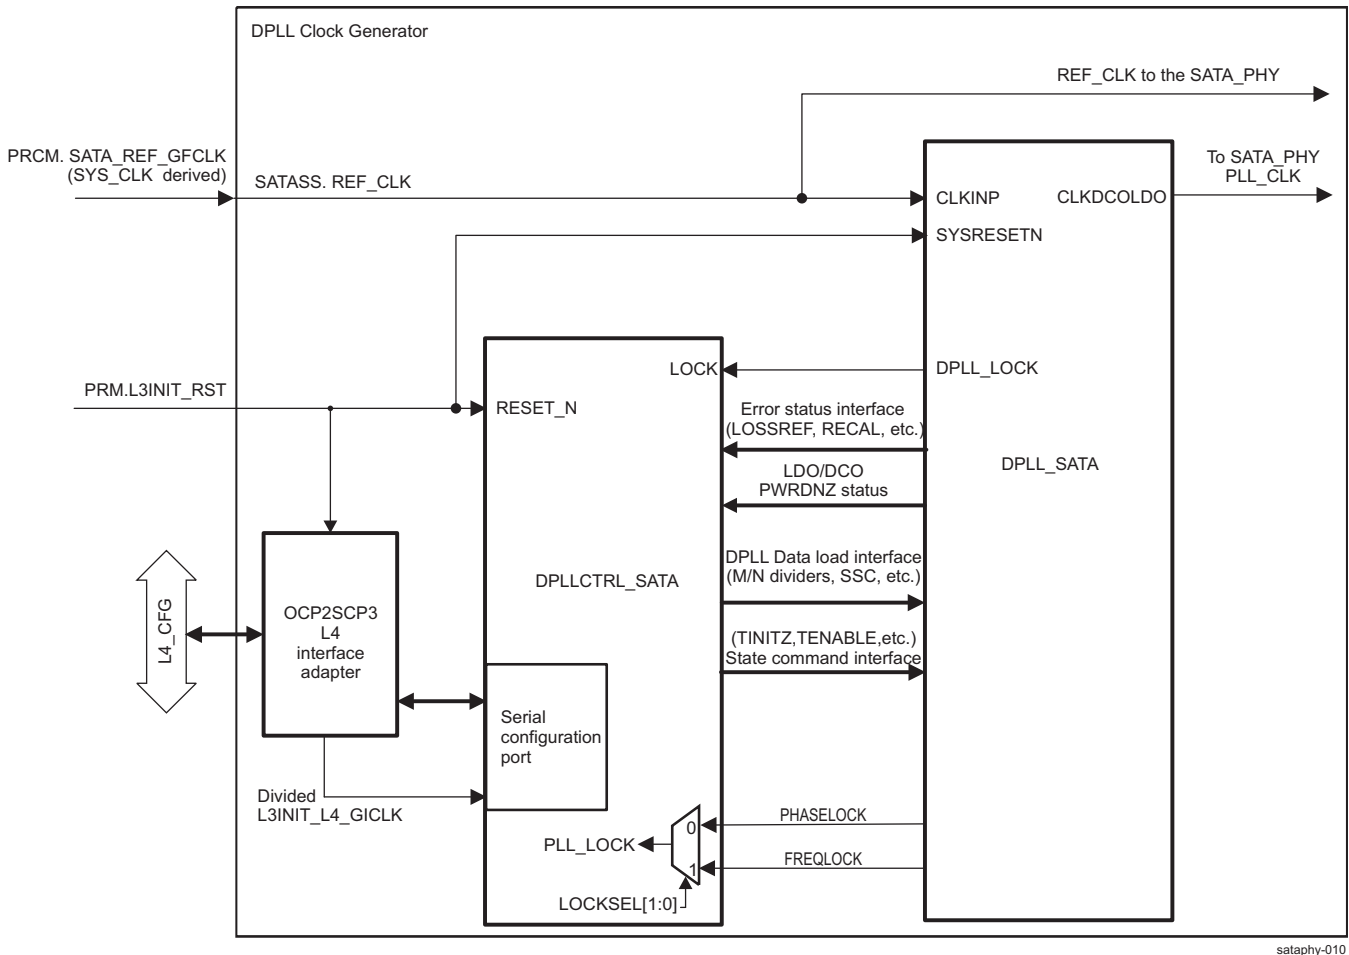 DPLL Clock Generator
REF_CLK to the SATA_PHY
PRCM. SATA_REF_GFCLK
(SYS_CLK derived)
SATASS. REF_CLK
CLKINP
CLKDCOLDO
To SATA_PHY
PLL_CLK
SYSRESETN
PRM.L3INIT_RST
RESET_N
LOCK
DPLL_LOCK
Error status interface
(LOSSREF, RECAL, etc.)
DPLL_SATA
LDO/DCO
PWRDNZ status
DPLL Data load interface
(M/N dividers, SSC, etc.)
DPLLCTRL_SATA
(TINITZ,TENABLE,etc.)
State command interface
L4_CFG
OCP2SCP3
L4
interface
adapter
Serial
configuration
port
Divided
L3INIT_L4_GICLK
PHASELOCK
0
PLL_LOCK
FREQLOCK
1
LOCKSEL[1:0]
sataphy-010